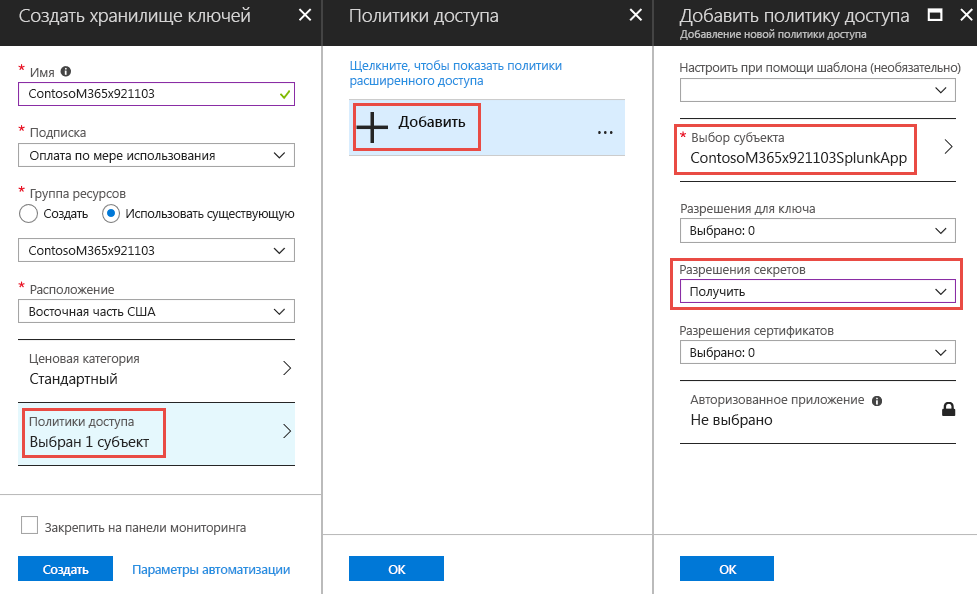 Создать хранилище ключей
* Имя
ContosoM365x921103
* Подписка
Оплата по мере использования
* Группа ресурсов
Создать Использовать существующую
ContosoM365x921103
* Расположение
Восточная часть США
Ценовая категория
Стандартный
Политики доступа
Выбран 1 субъект
Закрепить на панели мониторинга
Создать Параметры автоматизации
Политики доступа
Щелкните, чтобы показать политики
расширенного доступа
Добавить
...
ОК
Добавить политику доступа
Добавление новой политики доступа
Настроить при помощи шаблона (необязательно)
* Выбор субъекта
ContosoM365x921103SplunkApp
Разрешения для ключа
Выбрано: 0
Разрешения секретов
Получить
Разрешения сертификатов
Выбрано: 0
Авторизованное приложение
Не выбрано
ОК